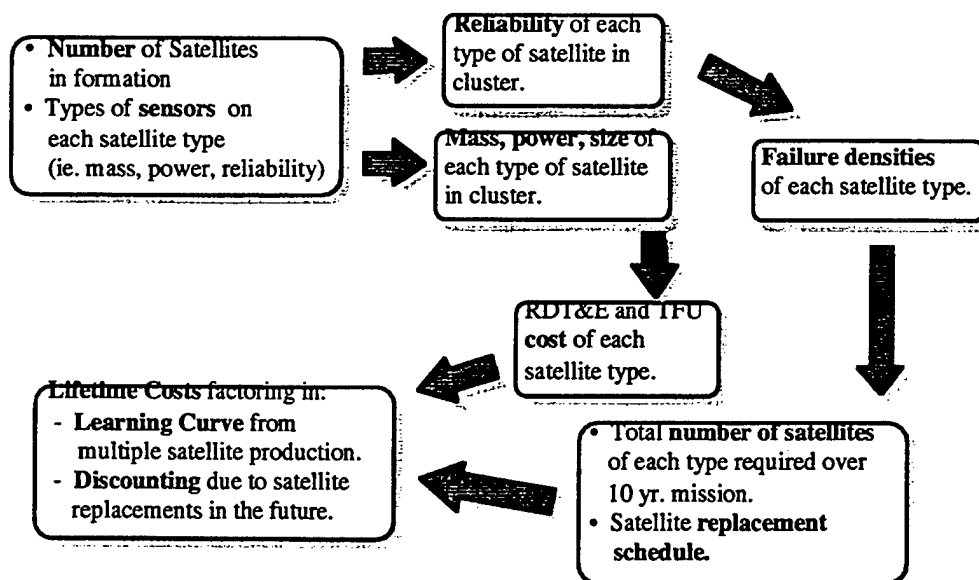 • Number of Satellites
in formation
• Types of sensors on
each satellite type
(ie. mass, power, reliability)
Reliability of each
type of satellite in
cluster.
Mass, power, size of
each type of satellite
in cluster.
Failure densities
of each satellite type.
RDT&E and TFU
cost of each
satellite type.
Lifetime Costs factoring in:
- Learning Curve from
multiple satellite production.
- Discounting due to satellite
replacements in the future.
• Total number of satellites
of each type required over
10 yr. mission.
• Satellite replacement
schedule.